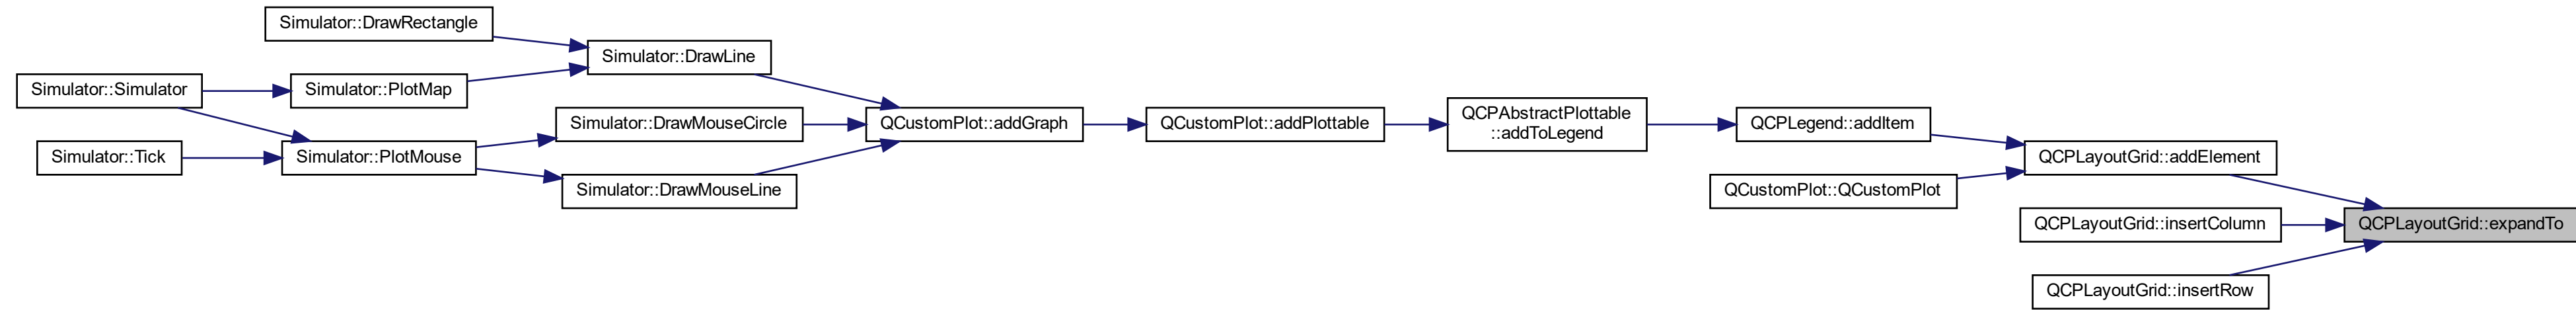 Simulator::DrawRectangle
Simulator::DrawLine
Simulator::Simulator
Simulator::PlotMap
Simulator::DrawMouseCircle
QCustomPlot::addGraph
QCustomPlot::addPlottable
QCPAbstractPlottable
::addToLegend
QCPLegend::addItem
Simulator::Tick
Simulator::PlotMouse
QCPLayoutGrid::addElement
Simulator::DrawMouseLine
QCustomPlot::QCustomPlot
QCPLayoutGrid::insertColumn
QCPLayoutGrid::expandTo
QCPLayoutGrid::insertRow